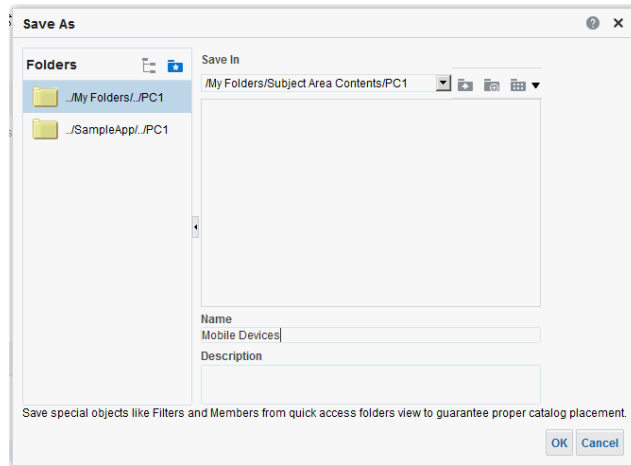 Save As
Folders
../My Folders/../PC1
../SampleApp/../PC1
Save In
/My Folders/Subject Area Contents/PC1
Name
Mobile Devices
Description
Save special objects like Filters and Members from quick access folders view to guarantee proper catalog placement.
OK Cancel